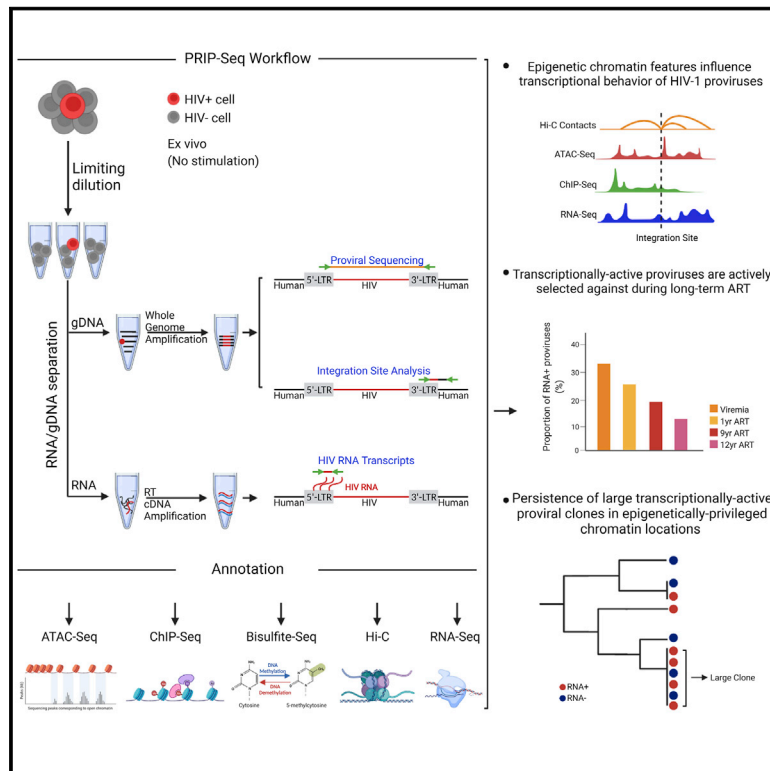 PRIP-Seq Workflow
HIV+ cell
HIV- cell
Ex vivo
(No stimulation)
Limiting
dilution
RNA/gDNA separation
gDNA
Whole
Genome
Amplification
Proviral Sequencing
Human
5'-LTR
HIV
3'-LTR
Human
Integration Site Analysis
Human
5'-LTR
HIV
3'-LTR
Human
RNA
RT
cDNA
Amplification
HIV RNA Transcripts
HIV RNA
Human
5'-LTR
HIV
3'-LTR
Human
Annotation
ATAC-Seq
ChIP-Seq
Bisulfite-Seq
Hi-C
RNA-Seq
Sequencing peaks corresponding to open chromatin
DNA
Methylation
DNA
Demethylation
Cytosine
5-methylcytosine
• Epigenetic chromatin features influence
transcriptional behavior of HIV-1 proviruses
Hi-C Contacts
ATAC-Seq
ChIP-Seq
RNA-Seq
Integration Site
• Transcriptionally-active proviruses are actively
selected against during long-term ART
Proportion of RNA+ proviruses
(%)
40
30
20
10
0
Viremia
1yr ART
9yr ART
12yr ART
• Persistence of large transcriptionally-active
proviral clones in epigenetically-privileged
chromatin locations
Large Clone
RNA+
RNA-